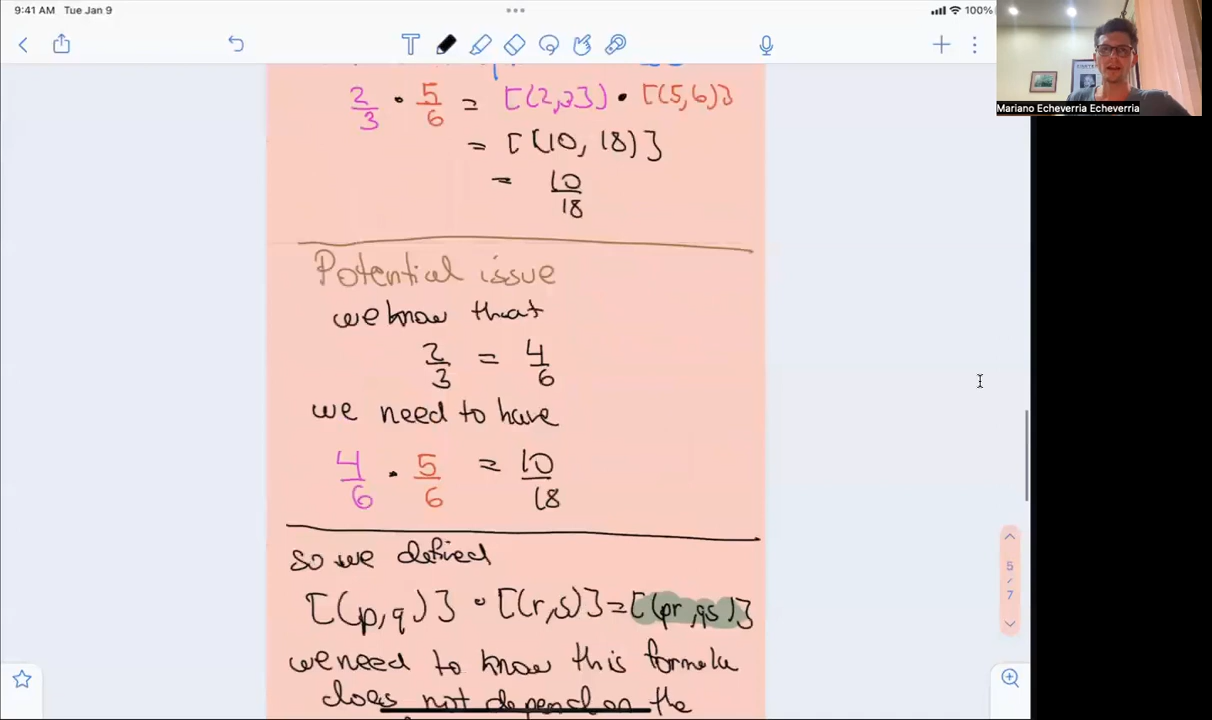 9:41 AM Tue Jan 9
100%
Mariano Echeverria Echeverria
2/3 · 5/6 = [(2,3)] · [(5,6)]
= [(10, 18)]
= 10/18
Potential issue
we know that
2/3 = 4/6
we need to have
4/6 · 5/6 = 10/18
so we defined
[(p,q)] · [(r,s)] = [(pr,qs)]
we need to know this formula
does not depend on the
5 / 7